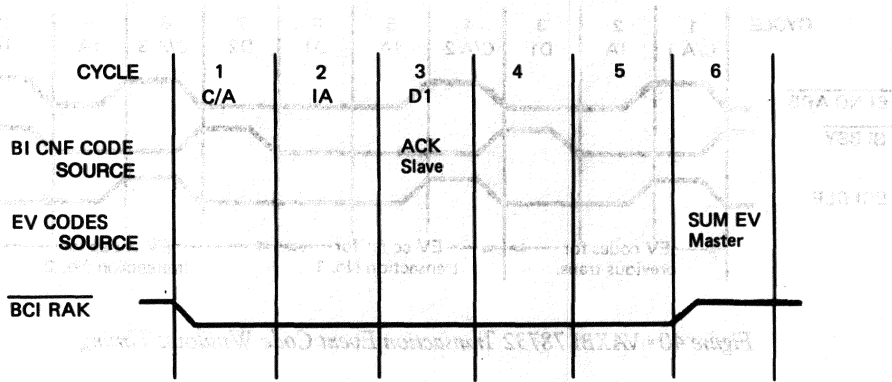 CYCLE 1 2 3 4 5 6
C/A IA D1
BI CNF CODE ACK
SOURCE Slave
EV CODES SUM EV
SOURCE Master
BCI RAK